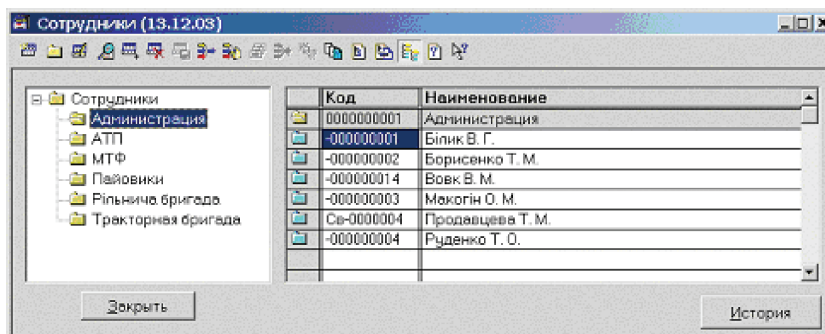 Сотрудники (13.12.03)
Сотрудники
Администрация
АТП
МТФ
Пайовики
Рільнича бригада
Тракторная бригада
Код Наименование
0000000001 Администрация
-000000001 Білик В. Г.
-000000002 Борисенко Т. М.
-000000014 Вовк В. М.
-000000003 Макогін О. М.
Св-0000004 Продавцева Т. М.
-000000004 Руденко Т. О.
Закрыть
История